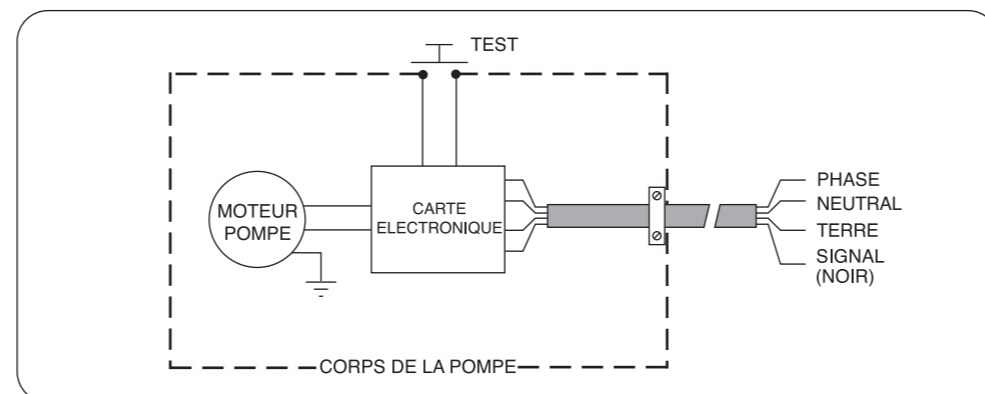 TEST
MOTEUR
POMPE
CARTE
ELECTRONIQUE
PHASE
NEUTRAL
TERRE
SIGNAL
(NOIR)
CORPS DE LA POMPE